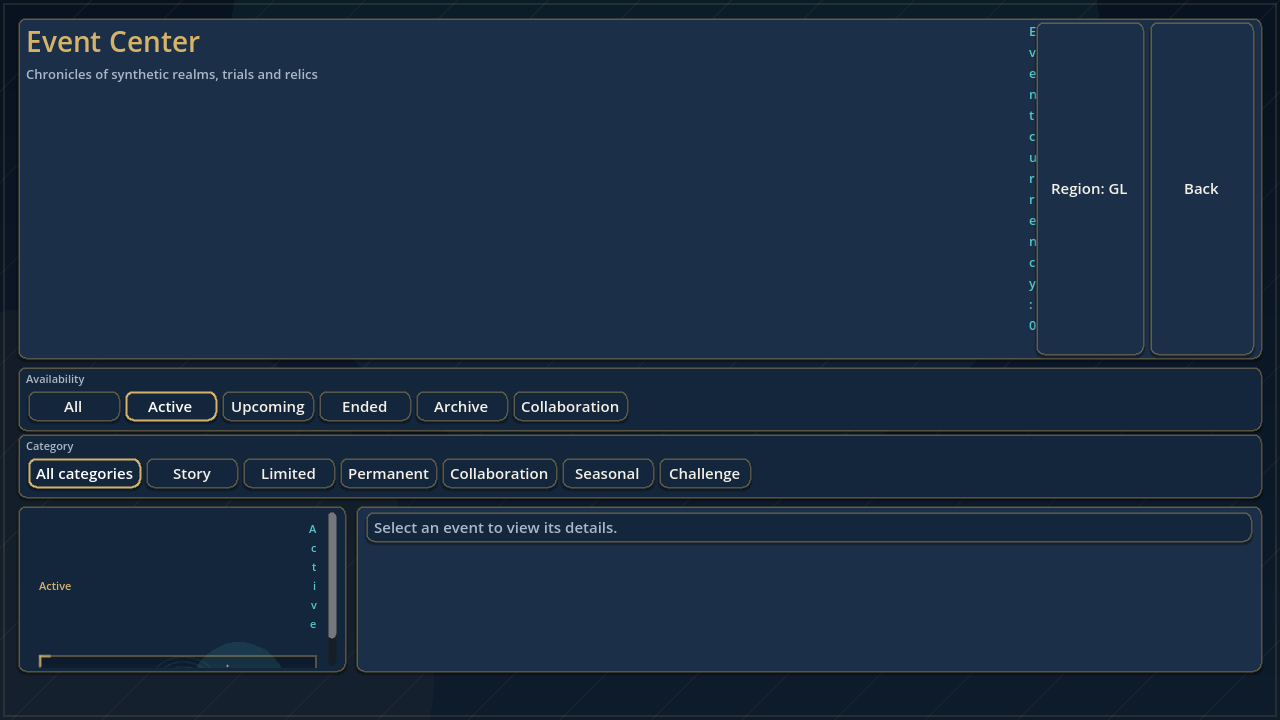 Event Center
Chronicles of synthetic realms, trials and relics
Event currency: 0
Region: GL
Back
Availability
All
Active
Upcoming
Ended
Archive
Collaboration
Category
All categories
Story
Limited
Permanent
Collaboration
Seasonal
Challenge
Active
Active
Select an event to view its details.